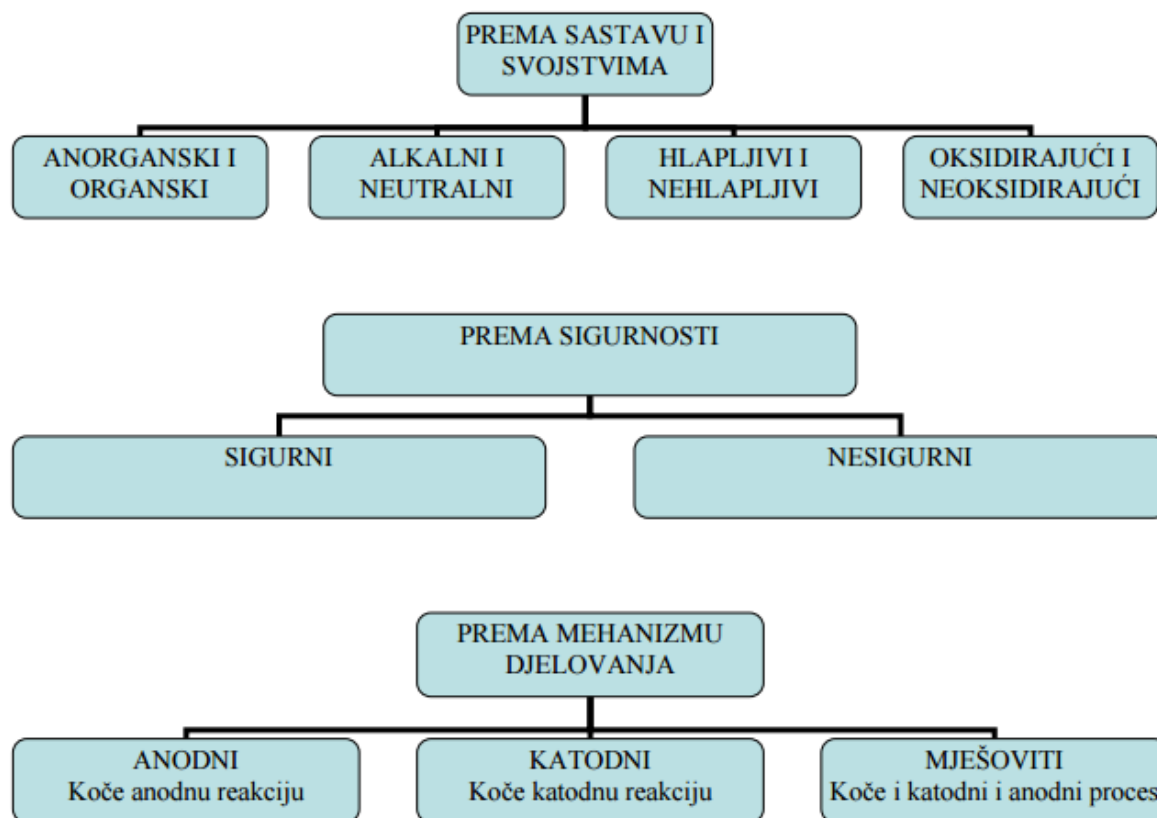 PREMA SASTAVU I
SVOJSTVIMA
ANORGANSKI I
ORGANSKI
ALKALNI I
NEUTRALNI
HLAPLJIVI I
NEHLAPLJIVI
OKSIDIRAJUĆI I
NEOKSIDIRAJUĆI
PREMA SIGURNOSTI
SIGURNI
NESIGURNI
PREMA MEHANIZMU
DJELOVANJA
ANODNI
Koče anodnu reakciju
KATODNI
Koče katodnu reakciju
MJEŠOVITI
Koče i katodni i anodni proces